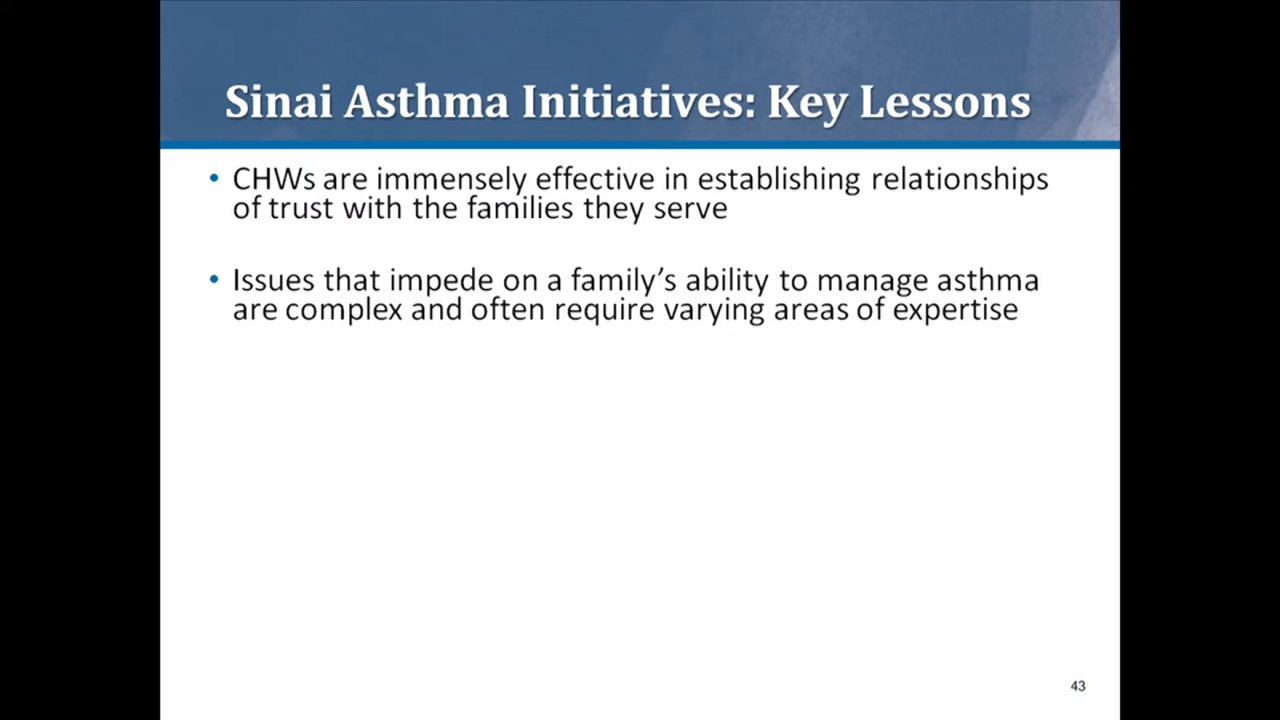 Sinai Asthma Initiatives: Key Lessons
• CHWs are immensely effective in establishing relationships
of trust with the families they serve
• Issues that impede on a family’s ability to manage asthma
are complex and often require varying areas of expertise
43